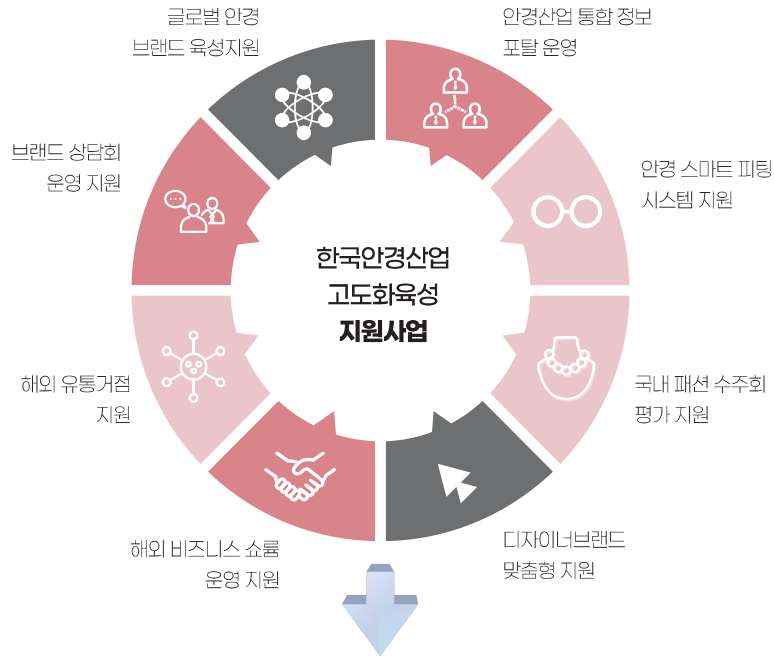 글로벌 안경
브랜드 육성지원
안경산업 통합 정보
포탈 운영
브랜드 상담회
운영 지원
안경 스마트 피팅
시스템 지원
한국안경산업
고도화육성
지원사업
해외 유통거점
지원
국내 패션 수주회
평가 지원
해외 비즈니스 쇼룸
운영 지원
디자이너브랜드
맞춤형 지원